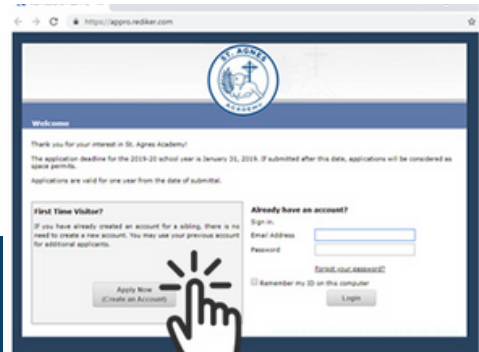 https://appro.rediker.com
ST. AGNES
ACADEMY
Welcome
Thank you for your interest in St. Agnes Academy!
The application deadline for the 2019-20 school year is January 31, 2019. If submitted after this date, applications will be considered as
space permits.
Applications are valid for one year from the date of submittal.
First Time Visitor?
If you have already created an account for a sibling, there is no
need to create a new account. You may use your previous account
for additional applicants.
Apply Now
(Create an Account)
Already have an account?
Sign in.
Email Address
Password
Forgot your password?
Remember my ID on this computer
Login